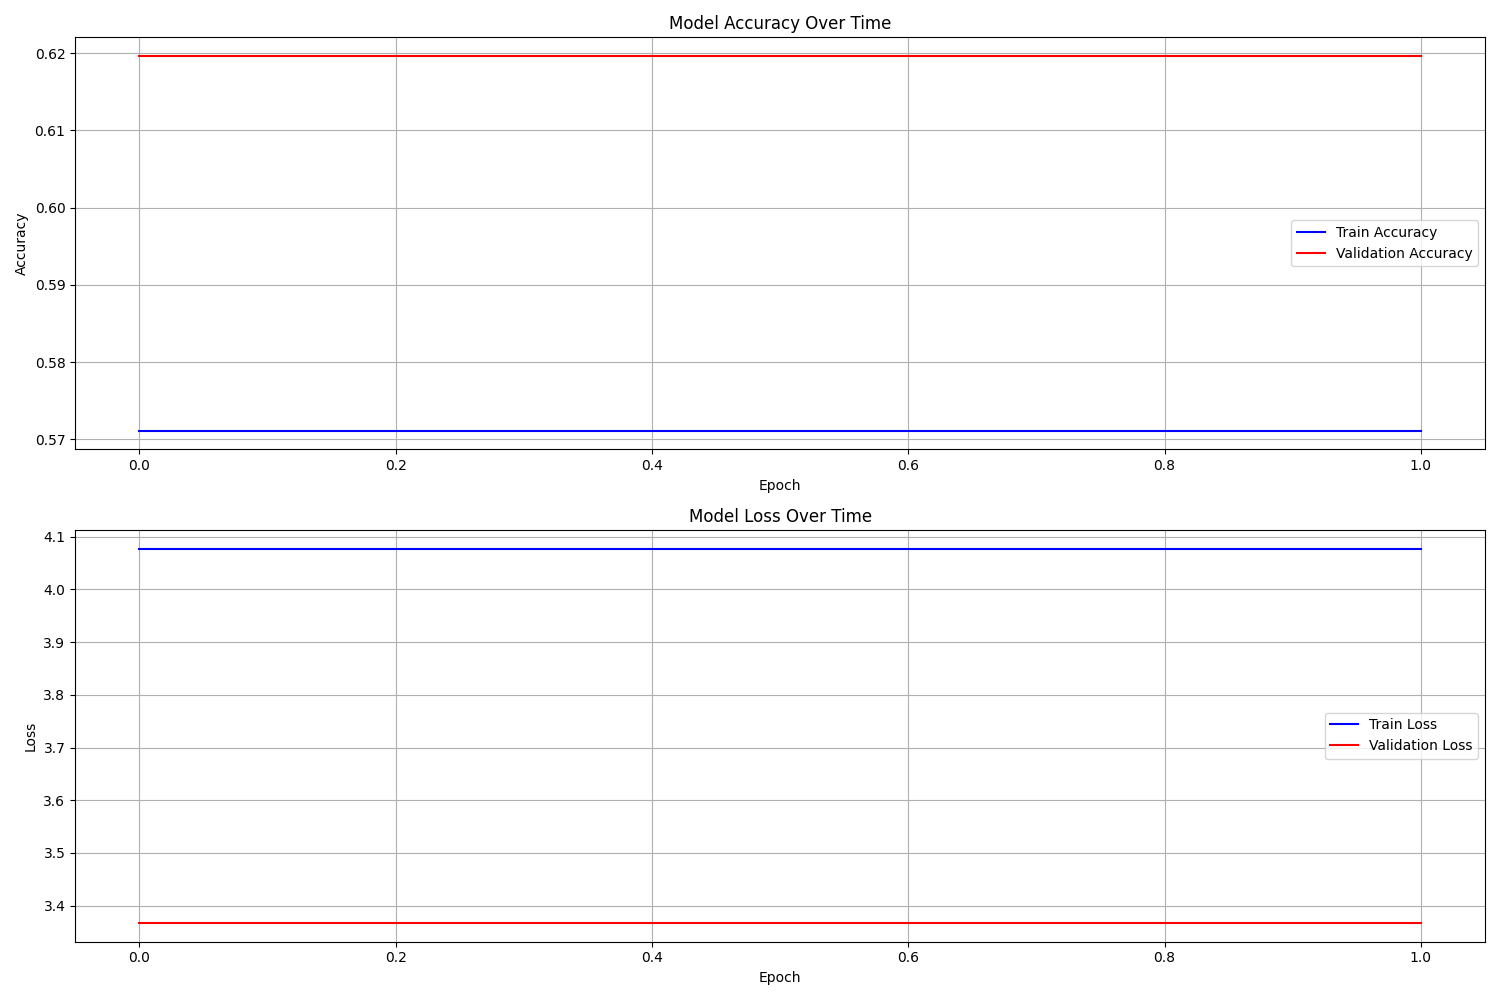 Model Accuracy Over Time
0.62
0.61
0.60
0.59
0.58
0.57
Accuracy
Train Accuracy
Validation Accuracy
0.0 0.2 0.4 0.6 0.8 1.0
Epoch
Model Loss Over Time
4.1
4.0
3.9
3.8
3.7
3.6
3.5
3.4
Loss
Train Loss
Validation Loss
0.0 0.2 0.4 0.6 0.8 1.0
Epoch